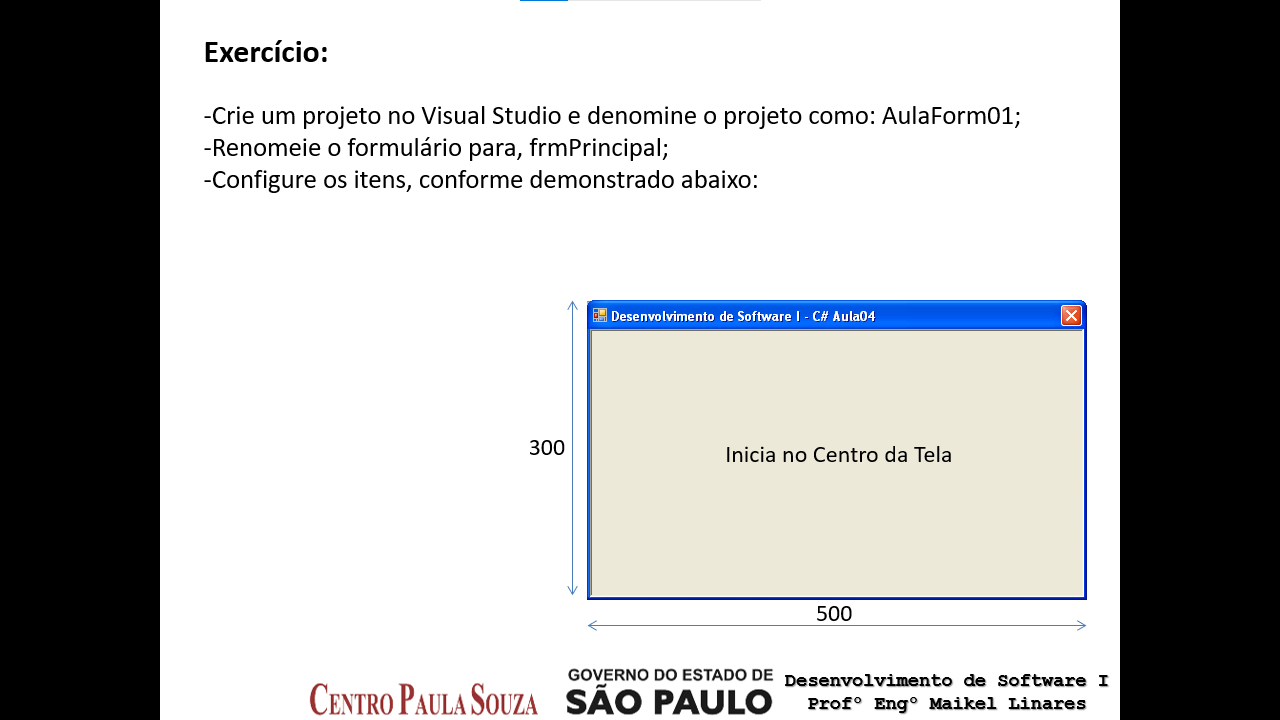 Exercício:
-Crie um projeto no Visual Studio e denomine o projeto como: AulaForm01;
-Renomeie o formulário para, frmPrincipal;
-Configure os itens, conforme demonstrado abaixo:
Desenvolvimento de Software I - C# Aula04
300
Inicia no Centro da Tela
500
CENTRO PAULA SOUZA
GOVERNO DO ESTADO DE
SÃO PAULO
Desenvolvimento de Software I
Profº Engº Maikel Linares